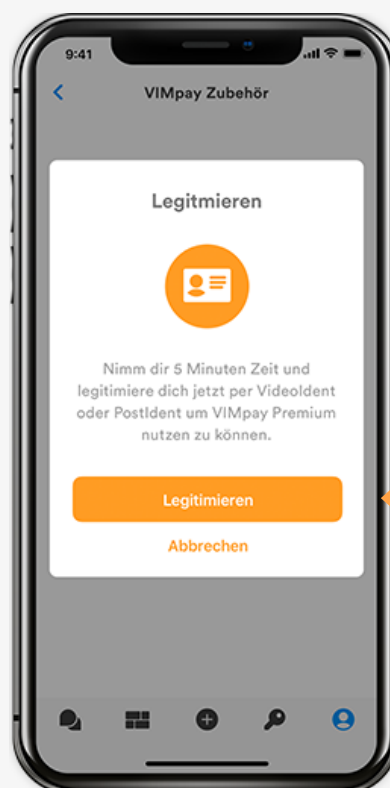 9:41
VIMpay Zubehör
Legitmieren
Nimm dir 5 Minuten Zeit und
legitimiere dich jetzt per VideoIdent
oder PostIdent um VIMpay Premium
nutzen zu können.
Legitimieren
Abbrechen